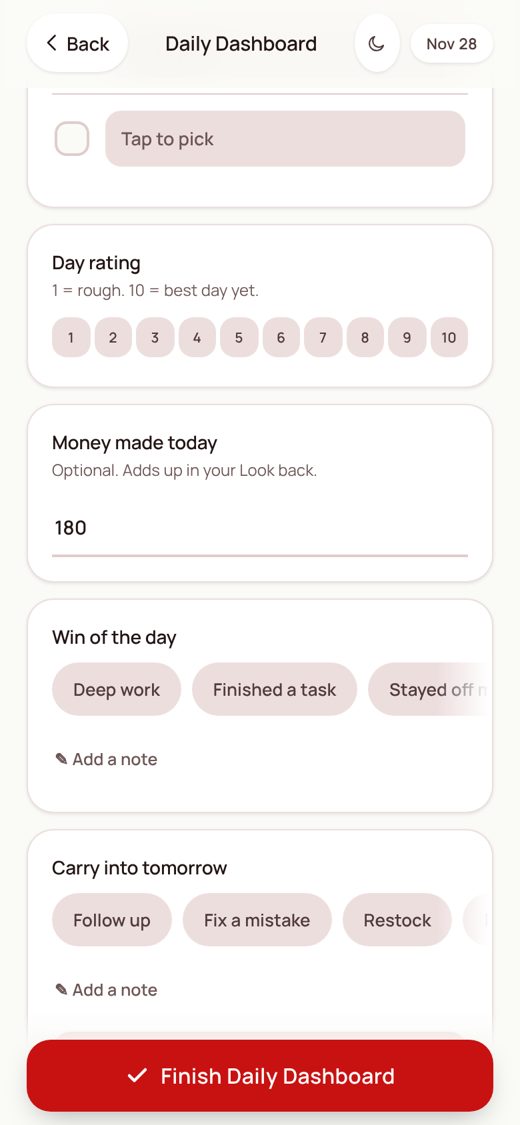 Back
Daily Dashboard
Nov 28
Tap to pick
Day rating
1 = rough. 10 = best day yet.
1 2 3 4 5 6 7 8 9 10
Money made today
Optional. Adds up in your Look back.
180
Win of the day
Deep work
Finished a task
Stayed off
✎ Add a note
Carry into tomorrow
Follow up
Fix a mistake
Restock
✎ Add a note
Finish Daily Dashboard